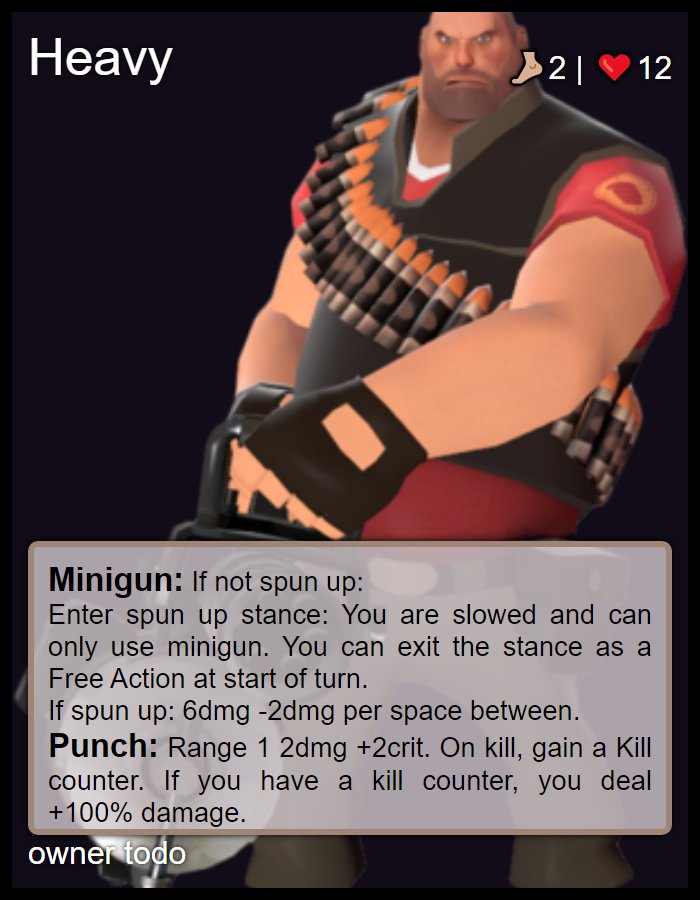 Heavy
🦶2 | ❤️12
Minigun: If not spun up:
Enter spun up stance: You are slowed and can
only use minigun. You can exit the stance as a
Free Action at start of turn.
If spun up: 6dmg -2dmg per space between.
Punch: Range 1 2dmg +2crit. On kill, gain a Kill
counter. If you have a kill counter, you deal
+100% damage.
owner todo